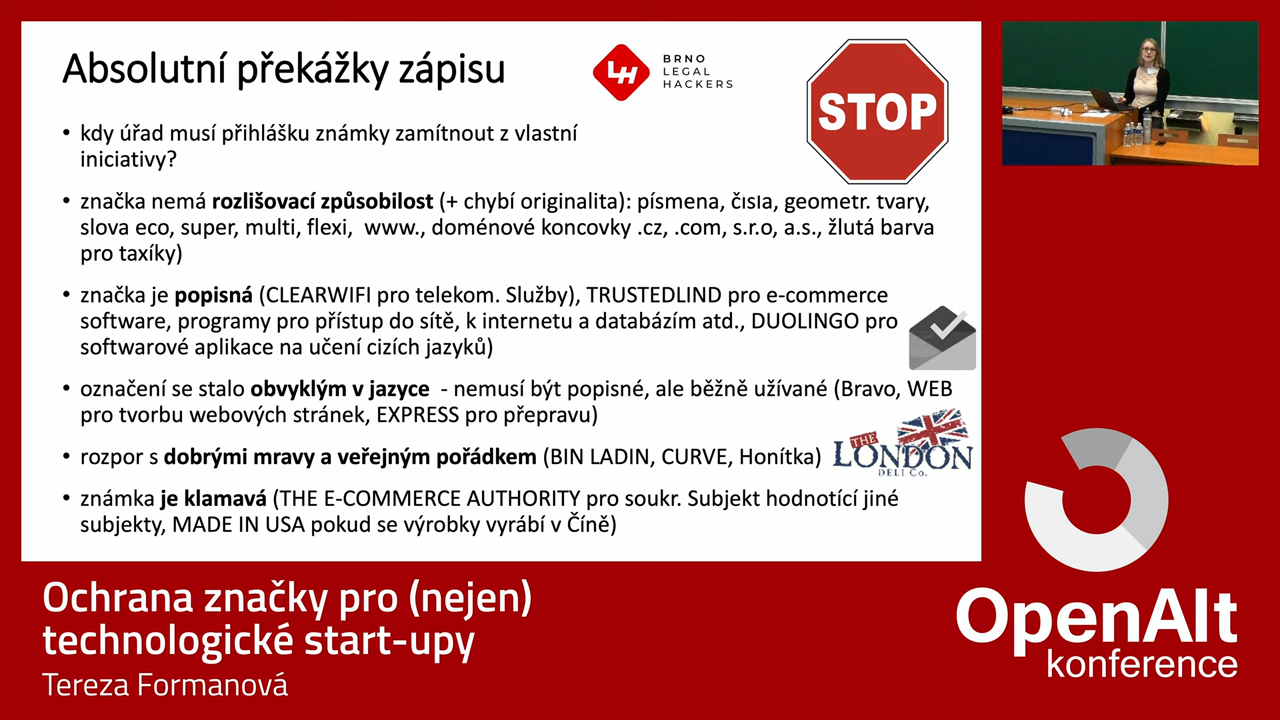 Absolutní překážky zápisu
LH
BRNO
LEGAL
HACKERS
STOP
• kdy úřad musí přihlášku známky zamítnout z vlastní
iniciativy?
• značka nemá rozlišovací způsobilost (+ chybí originalita): písmena, čísla, geometr. tvary,
slova eco, super, multi, flexi, www., doménové koncovky .cz, .com, s.r.o, a.s., žlutá barva
pro taxíky)
• značka je popisná (CLEARWIFI pro telekom. Služby), TRUSTEDLIND pro e-commerce
software, programy pro přístup do sítě, k internetu a databázím atd., DUOLINGO pro
softwarové aplikace na učení cizích jazyků)
• označení se stalo obvyklým v jazyce - nemusí být popisné, ale běžně užívané (Bravo, WEB
pro tvorbu webových stránek, EXPRESS pro přepravu)
• rozpor s dobrými mravy a veřejným pořádkem (BIN LADIN, CURVE, Honítka)
THE
LONDON
DELI Co.
• známka je klamavá (THE E-COMMERCE AUTHORITY pro soukr. Subjekt hodnotící jiné
subjekty, MADE IN USA pokud se výrobky vyrábí v Číně)
Ochrana značky pro (nejen)
technologické start-upy
Tereza Formanová
OpenAlt
konference